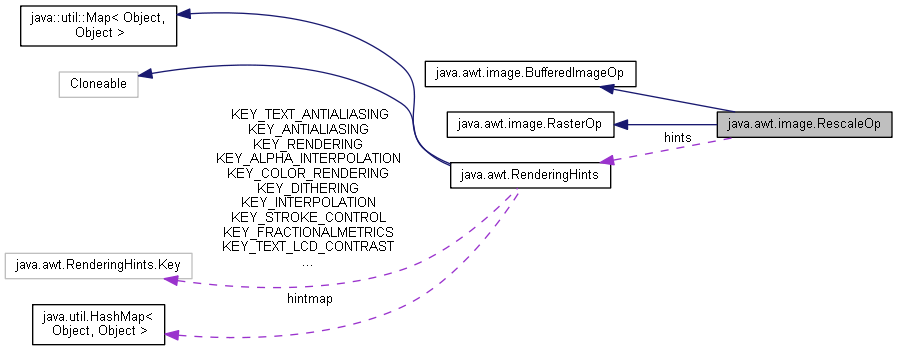 java::util::Map< Object,
Object >
Cloneable
java.awt.image.BufferedImageOp
java.awt.image.RasterOp
java.awt.image.RescaleOp
hints
java.awt.RenderingHints
KEY_TEXT_ANTIALIASING
KEY_ANTIALIASING
KEY_RENDERING
KEY_ALPHA_INTERPOLATION
KEY_COLOR_RENDERING
KEY_DITHERING
KEY_INTERPOLATION
KEY_STROKE_CONTROL
KEY_FRACTIONALMETRICS
KEY_TEXT_LCD_CONTRAST
...
java.awt.RenderingHints.Key
hintmap
java.util.HashMap<
Object, Object >